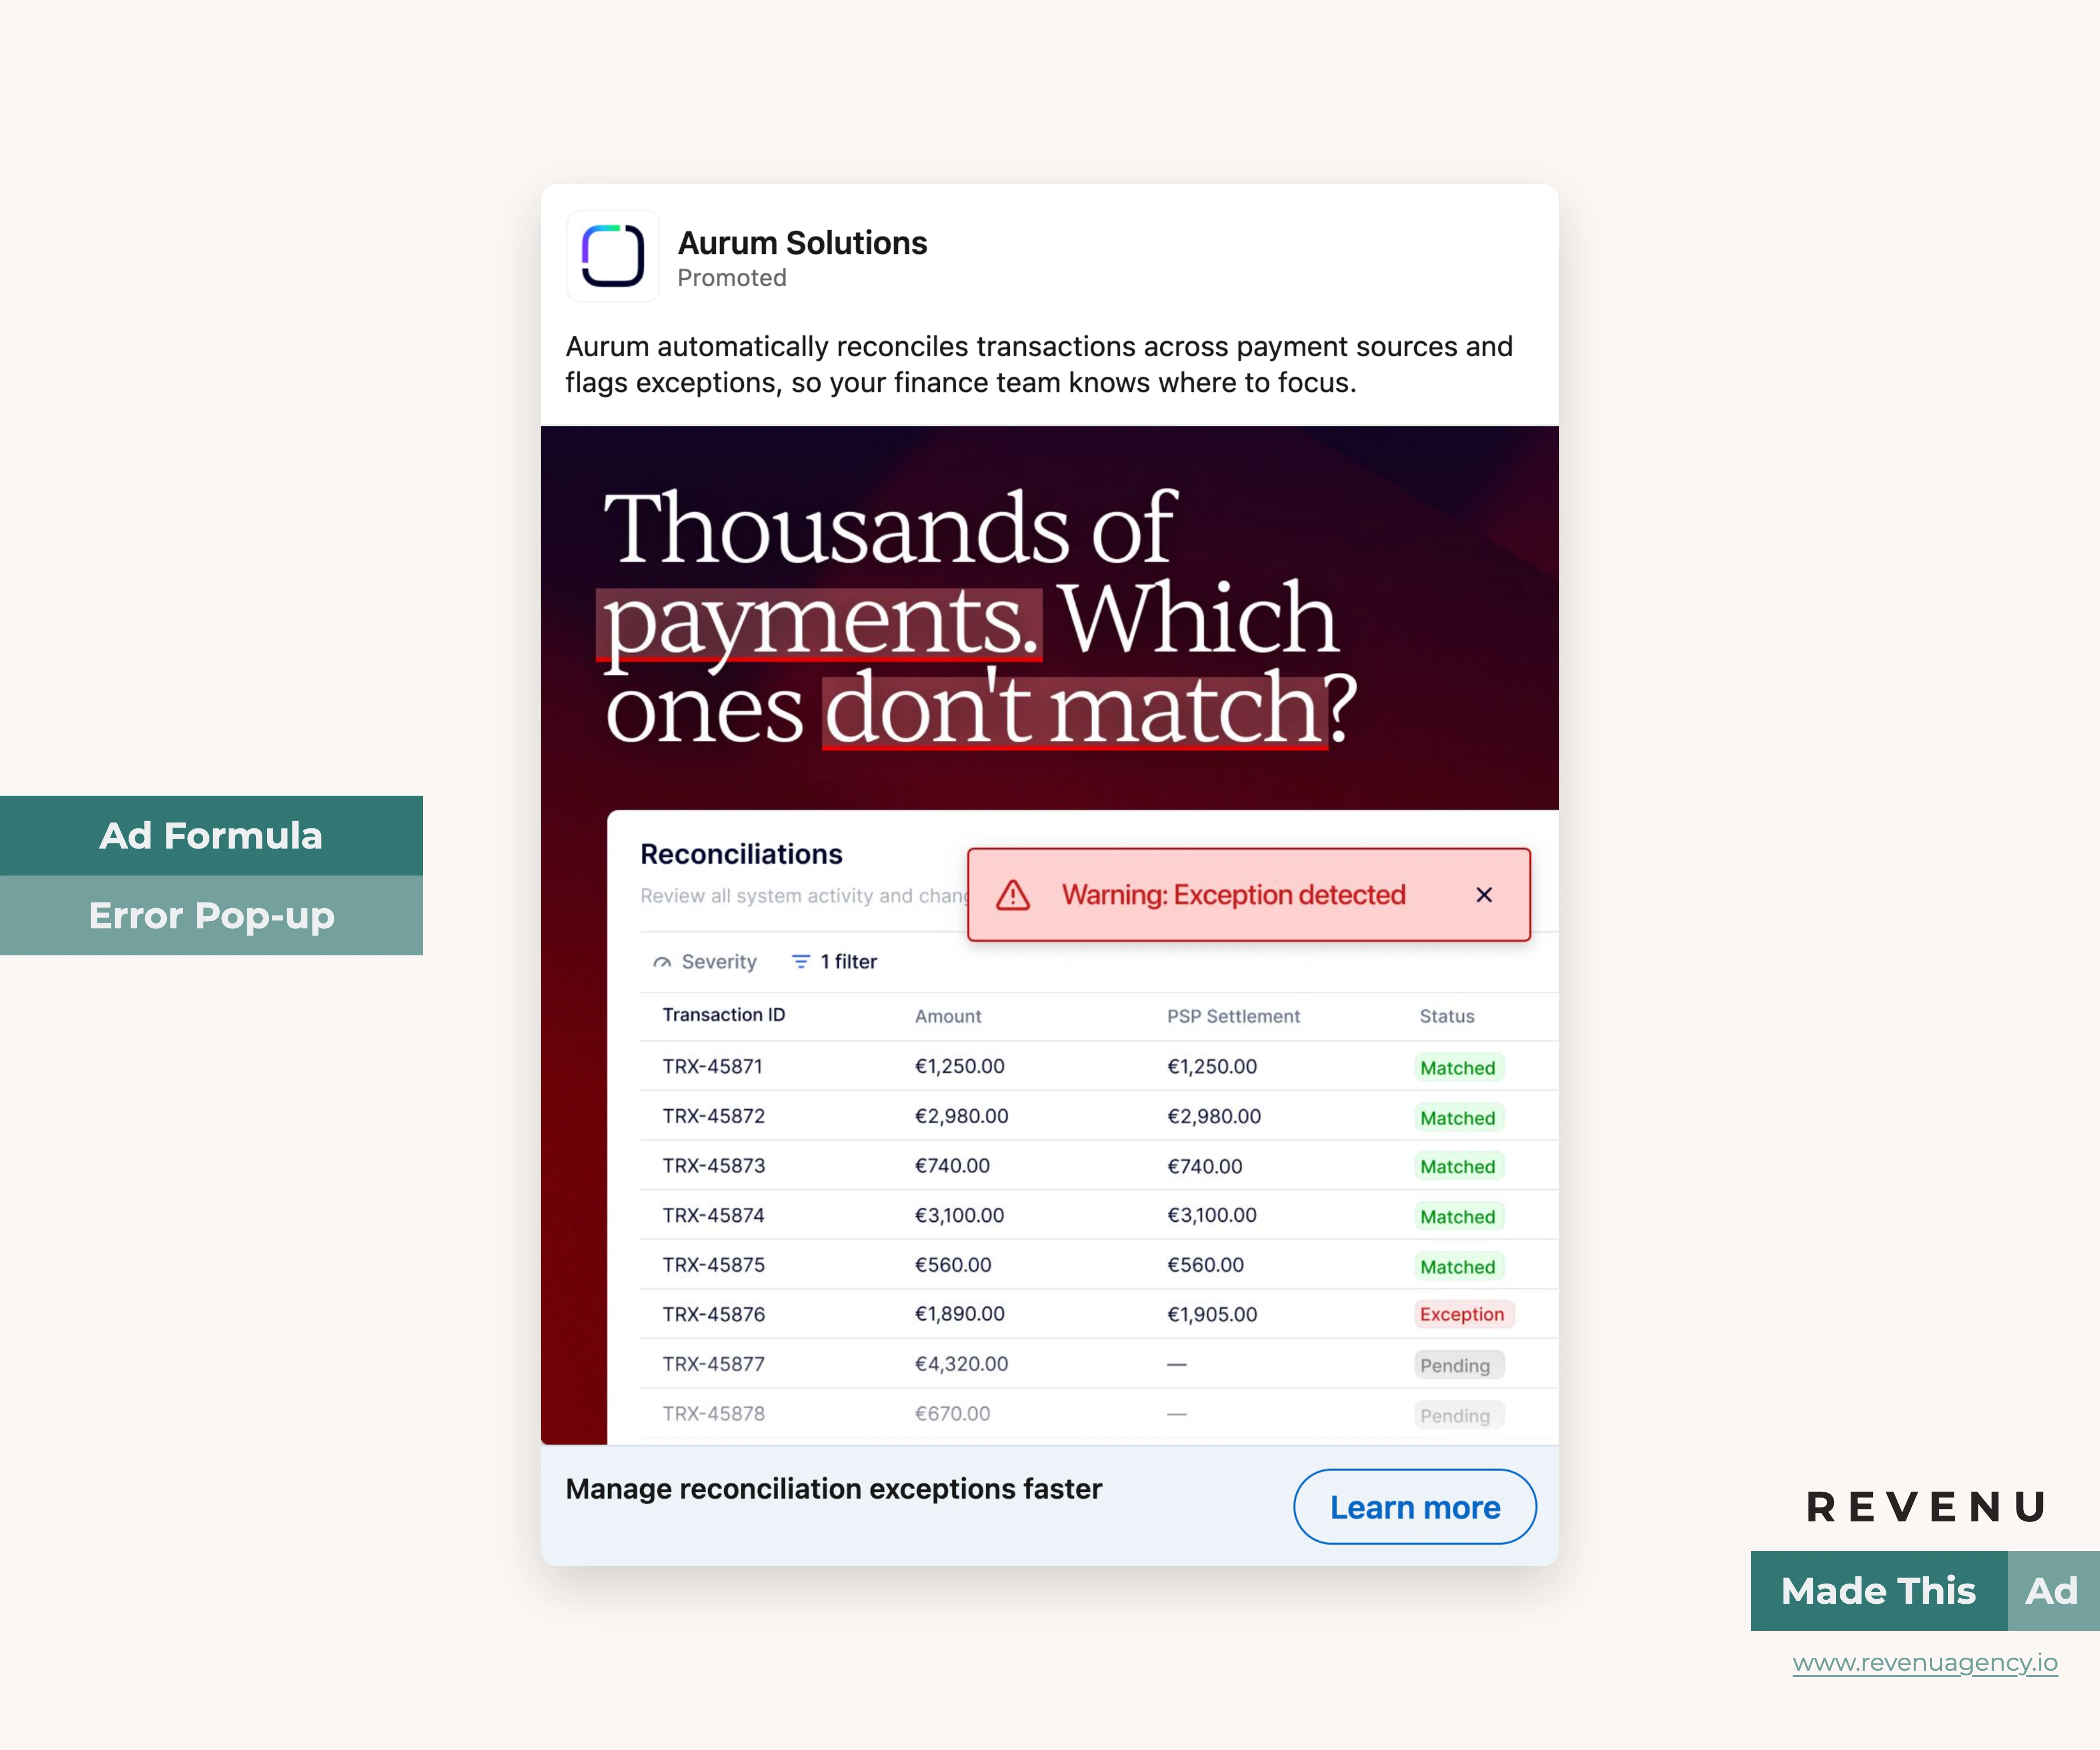 Aurum Solutions
Promoted
Aurum automatically reconciles transactions across payment sources and
flags exceptions, so your finance team knows where to focus.
Thousands of
payments. Which
ones don't match?
Ad Formula
Error Pop-up
Reconciliations
Review all system activity and chang
Warning: Exception detected
Severity 1 filter
Transaction ID Amount PSP Settlement Status
TRX-45871 €1,250.00 €1,250.00 Matched
TRX-45872 €2,980.00 €2,980.00 Matched
TRX-45873 €740.00 €740.00 Matched
TRX-45874 €3,100.00 €3,100.00 Matched
TRX-45875 €560.00 €560.00 Matched
TRX-45876 €1,890.00 €1,905.00 Exception
TRX-45877 €4,320.00 — Pending
TRX-45878 €670.00 — Pending
Manage reconciliation exceptions faster
Learn more
REVENU
Made This Ad
www.revenuagency.io